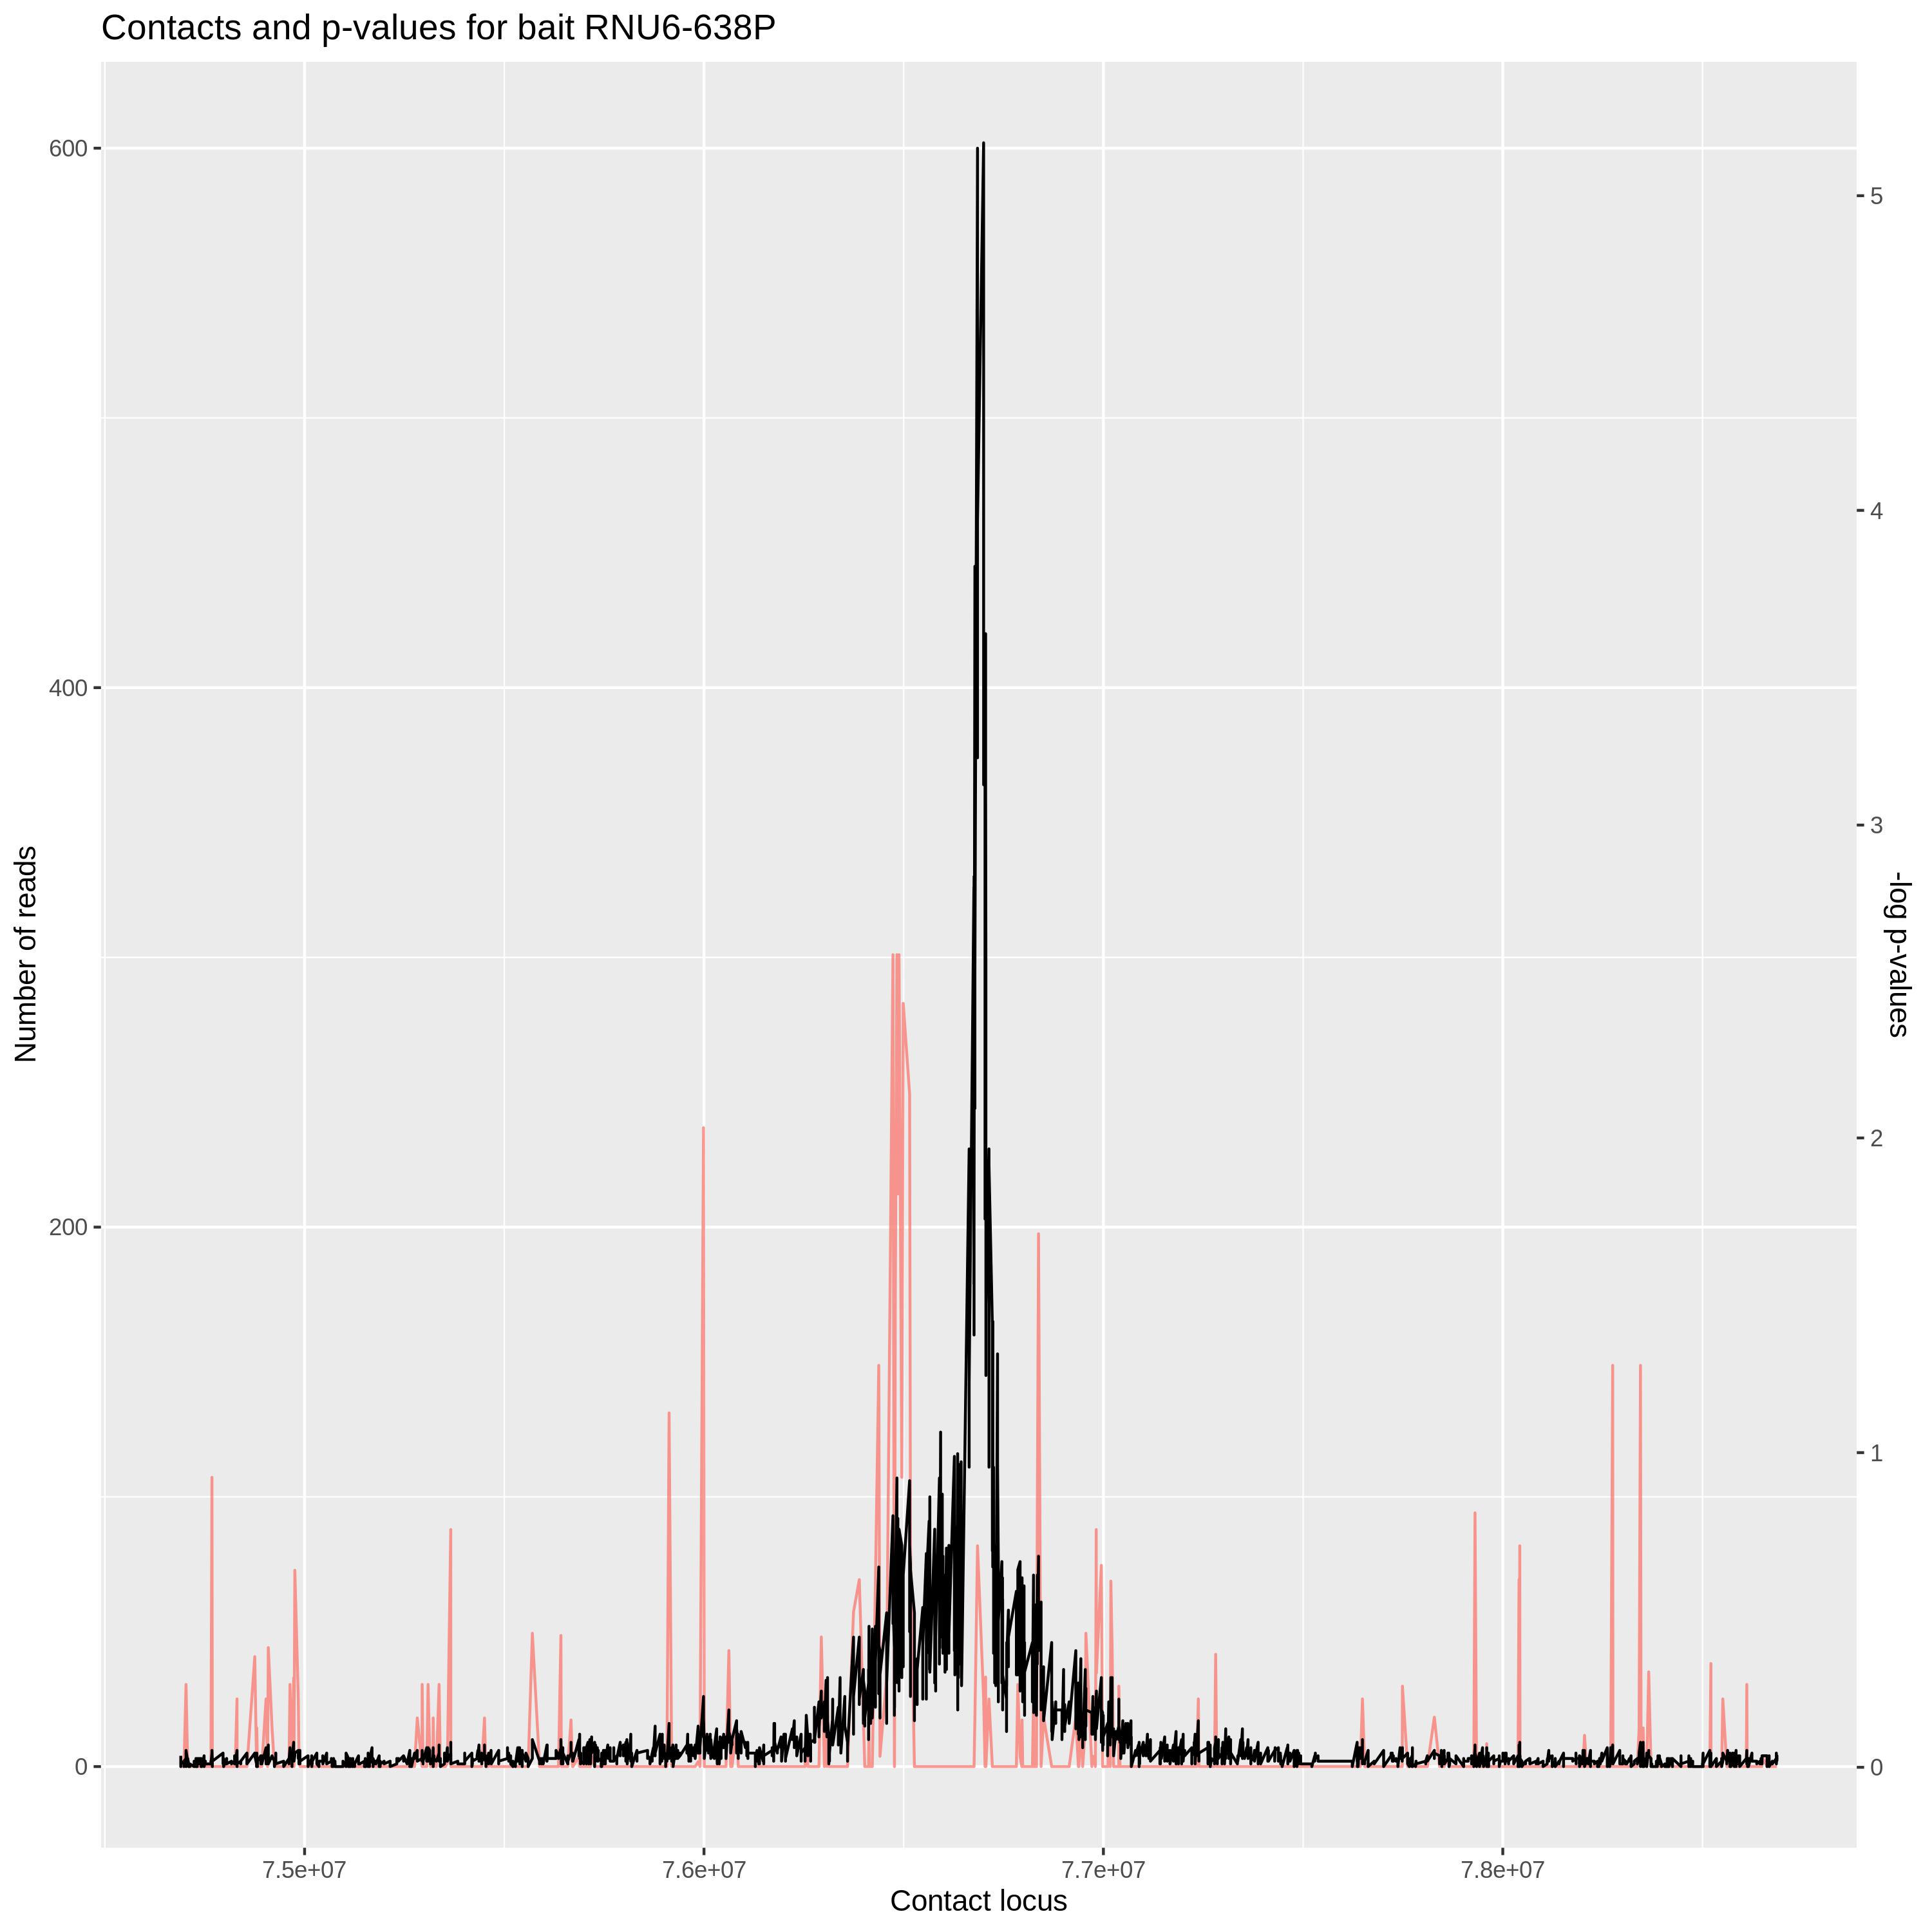 Contacts and p-values for bait RNU6-638P
600
400
200
0
Number of reads
5
4
3
2
1
0
-log p-values
7.5e+07 7.6e+07 7.7e+07 7.8e+07
Contact locus